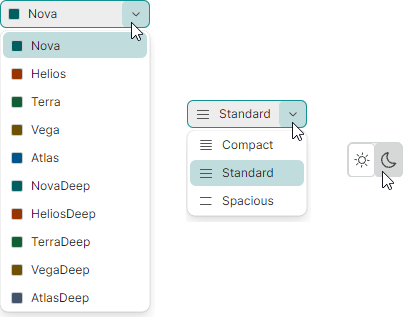 Nova
Nova
Helios
Terra
Vega
Atlas
NovaDeep
HeliosDeep
TerraDeep
VegaDeep
AtlasDeep
Standard
Compact
Standard
Spacious